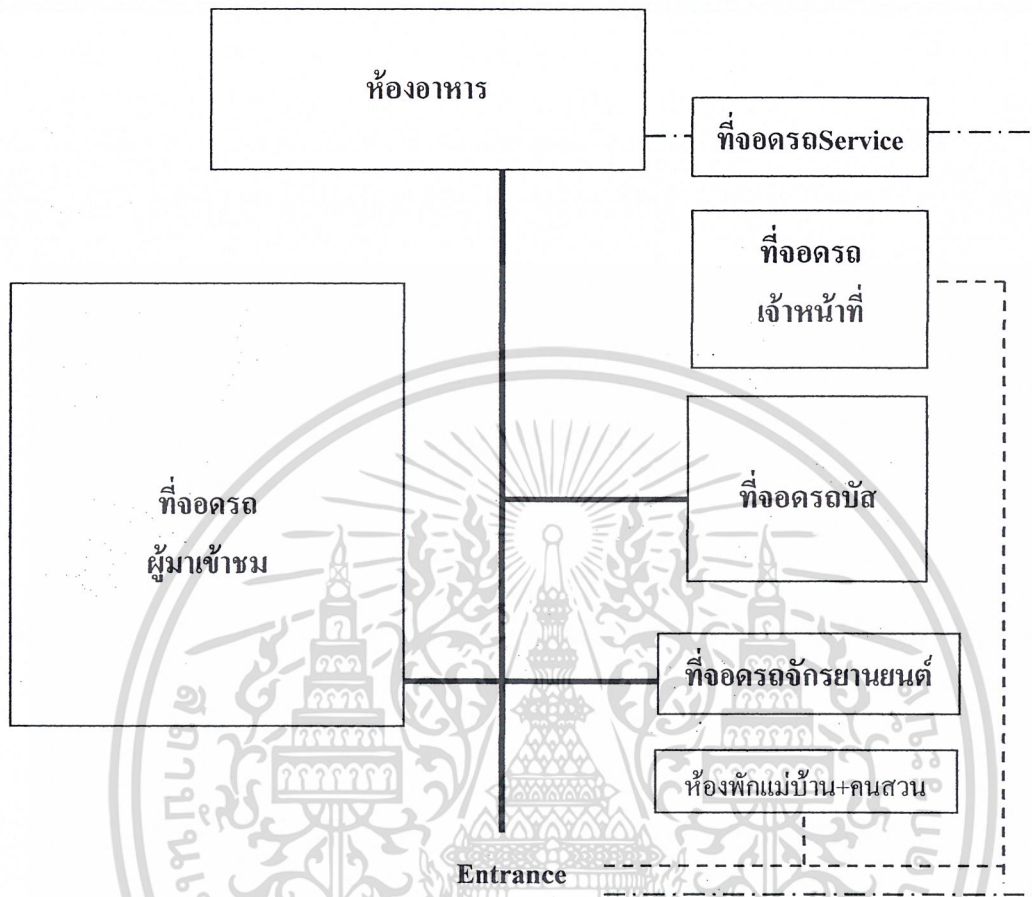 ห้องอาหาร
ที่จอดรถService
ที่จอดรถ
เจ้าหน้าที่
ที่จอดรถ
ผู้มาเข้าชม
ที่จอดรถบัส
ที่จอดรถจักรยานยนต์
ห้องพักแม่บ้าน+คนสวน
Entrance